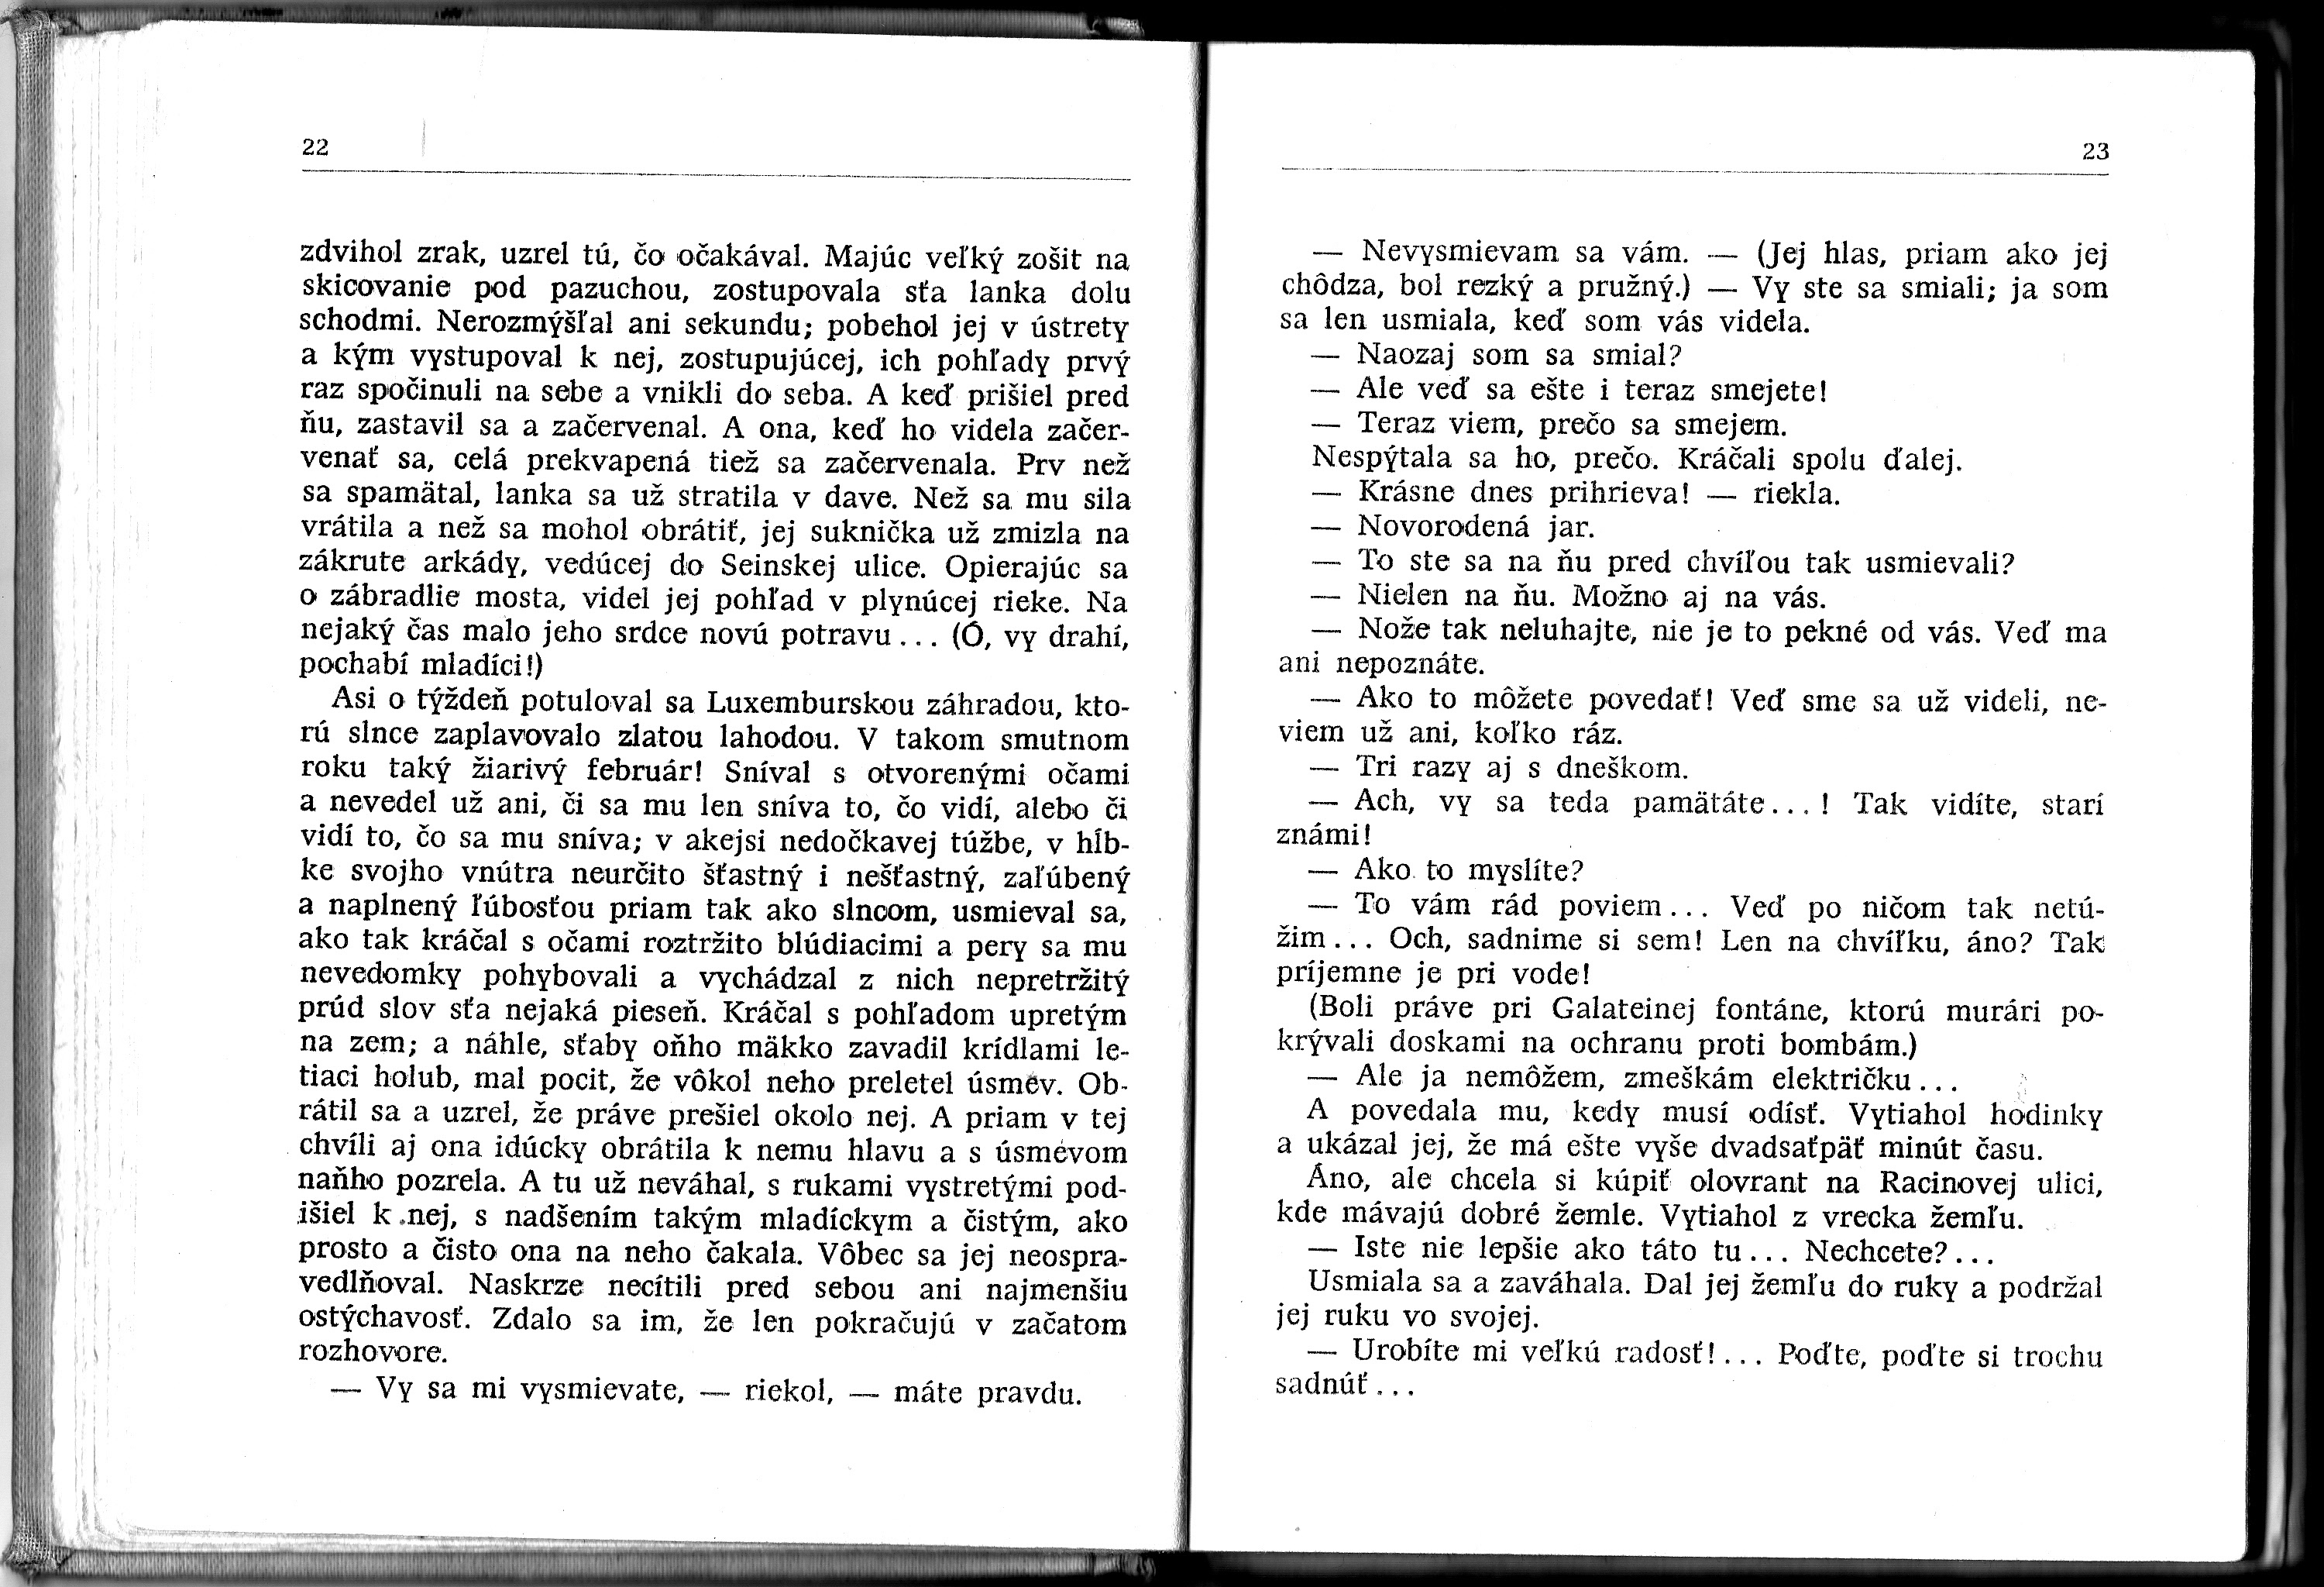 22
zdvihol zrak, uzrel tú, čo očakával. Majúc veľký zošit na
skicovanie pod pazuchou, zostupovala sťa lanka dolu
schodmi. Nerozmýšľal ani sekundu; pobehol jej v ústrety
a kým vystupoval k nej, zostupujúcej, ich pohľady prvý
raz spočinuli na sebe a vnikli do seba. A keď prišiel pred
ňu, zastavil sa a začervenal. A ona, keď ho videla začer-
venať sa, celá prekvapená tiež sa začervenala. Prv než
sa spamätal, lanka sa už stratila v dave. Než sa mu sila
vrátila a než sa mohol obrátiť, jej suknička už zmizla na
zákrute arkády, vedúcej do Seinskej ulice. Opierajúc sa
o zábradlie mosta, videl jej pohľad v plynúcej rieke. Na
nejaký čas malo jeho srdce novú potravu... (Ó, vy drahí,
pochabí mladíci!)
Asi o týždeň potuloval sa Luxemburskou záhradou, kto-
rú slnce zaplavovalo zlatou lahodou. V takom smutnom
roku taký žiarivý február! Sníval s otvorenými očami
a nevedel už ani, či sa mu len sníva to, čo vidí, alebo či
vidí to, čo sa mu sníva; v akejsi nedočkavej túžbe, v hĺb-
ke svojho vnútra neurčito šťastný i nešťastný, zaľúbený
a naplnený ľúbosťou priam tak ako slncom, usmieval sa,
ako tak kráčal s očami roztržito blúdiacimi a pery sa mu
nevedomky pohybovali a vychádzal z nich nepretržitý
prúd slov sťa nejaká pieseň. Kráčal s pohľadom upretým
na zem; a náhle, sťaby oňho mäkko zavadil krídlami le-
tiaci holub, mal pocit, že vôkol neho preletel úsmev. Ob-
rátil sa a uzrel, že práve prešiel okolo nej. A priam v tej
chvíli aj ona idúcky obrátila k nemu hlavu a s úsmevom
naňho pozrela. A tu už neváhal, s rukami vystretými pod-
išiel k nej, s nadšením takým mladíckym a čistým, ako
prosto a čisto ona na neho čakala. Vôbec sa jej neospra-
vedlňoval. Naskrze necítili pred sebou ani najmenšiu
ostýchavosť. Zdalo sa im, že len pokračujú v začatom
rozhovore.
— Vy sa mi vysmievate, — riekol, — máte pravdu.
23
— Nevysmievam sa vám. — (Jej hlas, priam ako jej
chôdza, bol rezký a pružný.) — Vy ste sa smiali; ja som
sa len usmiala, keď som vás videla.
— Naozaj som sa smial?
— Ale veď sa ešte i teraz smejete!
— Teraz viem, prečo sa smejem.
Nespýtala sa ho, prečo. Kráčali spolu ďalej.
— Krásne dnes prihrieva! — riekla.
— Novorodená jar.
— To ste sa na ňu pred chvíľou tak usmievali?
— Nielen na ňu. Možno aj na vás.
— Nože tak neluhajte, nie je to pekné od vás. Veď ma
ani nepoznáte.
— Ako to môžete povedať! Veď sme sa už videli, ne-
viem už ani, koľko ráz.
— Tri razy aj s dneškom.
— Ach, vy sa teda pamätáte...! Tak vidíte, starí
známi!
— Ako to myslíte?
— To vám rád poviem... Veď po ničom tak netú-
žim... Och, sadnime si sem! Len na chvíľku, áno? Tak
príjemne je pri vode!
(Boli práve pri Galateinej fontáne, ktorú murári po-
krývali doskami na ochranu proti bombám.)
— Ale ja nemôžem, zmeškám električku...
A povedala mu, kedy musí odísť. Vytiahol hodinky
a ukázal jej, že má ešte vyše dvadsaťpäť minút času.
Áno, ale chcela si kúpiť olovrant na Racinovej ulici,
kde mávajú dobré žemle. Vytiahol z vrecka žemľu.
— Iste nie lepšie ako táto tu... Nechcete?...
Usmiala sa a zaváhala. Dal jej žemľu do ruky a podržal
jej ruku vo svojej.
— Urobíte mi veľkú radosť!... Poďte, poďte si trochu
sadnúť...